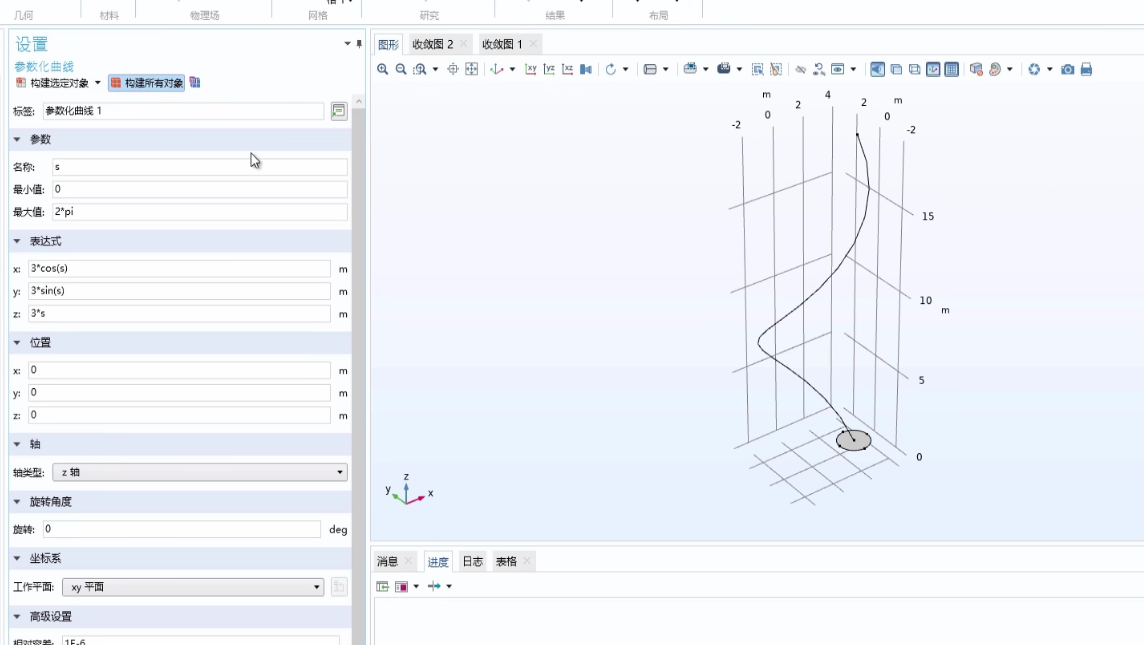 几何 材料 物理场 网格 研究 结果 布局
设置
参数化曲线
构建选定对象 构建所有对象
标签: 参数化曲线 1
参数
名称: s
最小值: 0
最大值: 2*pi
表达式
x: 3*cos(s) m
y: 3*sin(s) m
z: 3*s m
位置
x: 0 m
y: 0 m
z: 0 m
轴
轴类型: z 轴
旋转角度
旋转: 0 deg
坐标系
工作平面: xy 平面
高级设置
相对容差: 1E-6
图形 收敛图 2 收敛图 1
xy yz xz
m 4 m
0 2 2 0
-2 -2
15
10
m
5
0
z
y x
消息 进度 日志 表格